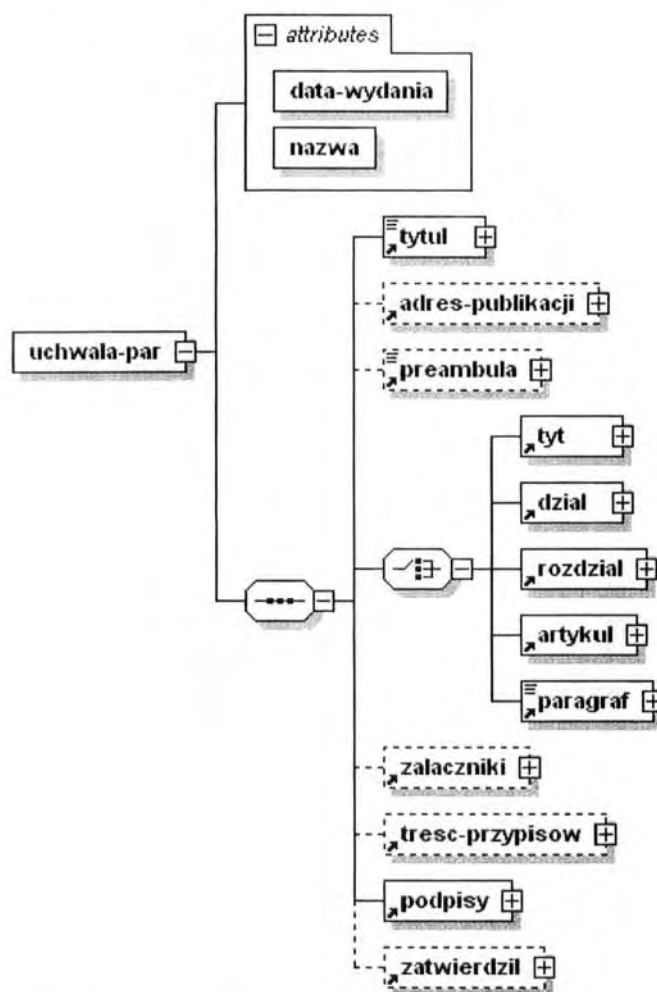 attributes
data-wydania
nazwa
tytul
adres-publikacji
uchwala-par
preambula
tyt
dzial
rozdzial
artykul
paragraf
zalaczniki
tresc-przypisow
podpisy
zatwierdzil